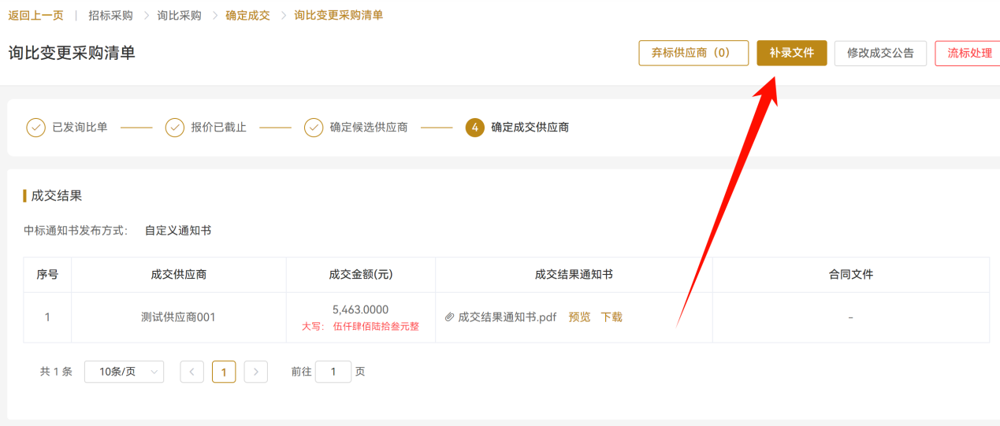 返回上一页 | 招标采购 > 询比采购 > 确定成交 > 询比变更采购清单
询比变更采购清单
弃标供应商（0） 补录文件 修改成交公告 流标处理
已发询比单 报价已截止 确定候选供应商 4 确定成交供应商
成交结果
中标通知书发布方式： 自定义通知书
序号 成交供应商 成交金额(元) 成交结果通知书 合同文件
1 测试供应商001 5,463.0000 成交结果通知书.pdf 预览 下载 –
大写： 伍仟肆佰陆拾叁元整
共 1 条 10条/页 < 1 > 前往 1 页